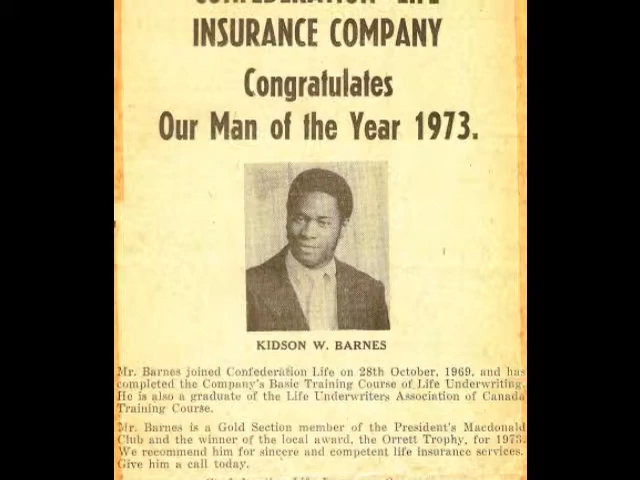 CONFEDERATION LIFE
INSURANCE COMPANY
Congratulates
Our Man of the Year 1973.
KIDSON W. BARNES
Mr. Barnes joined Confederation Life on 28th October, 1969, and has
completed the Company's Basic Training Course of Life Underwriting.
He is also a graduate of the Life Underwriters Association of Canada
Training Course.
Mr. Barnes is a Gold Section member of the President's Macdonald
Club and the winner of the local award, the Orrett Trophy, for 1973.
We recommend him for sincere and competent life insurance services.
Give him a call today.